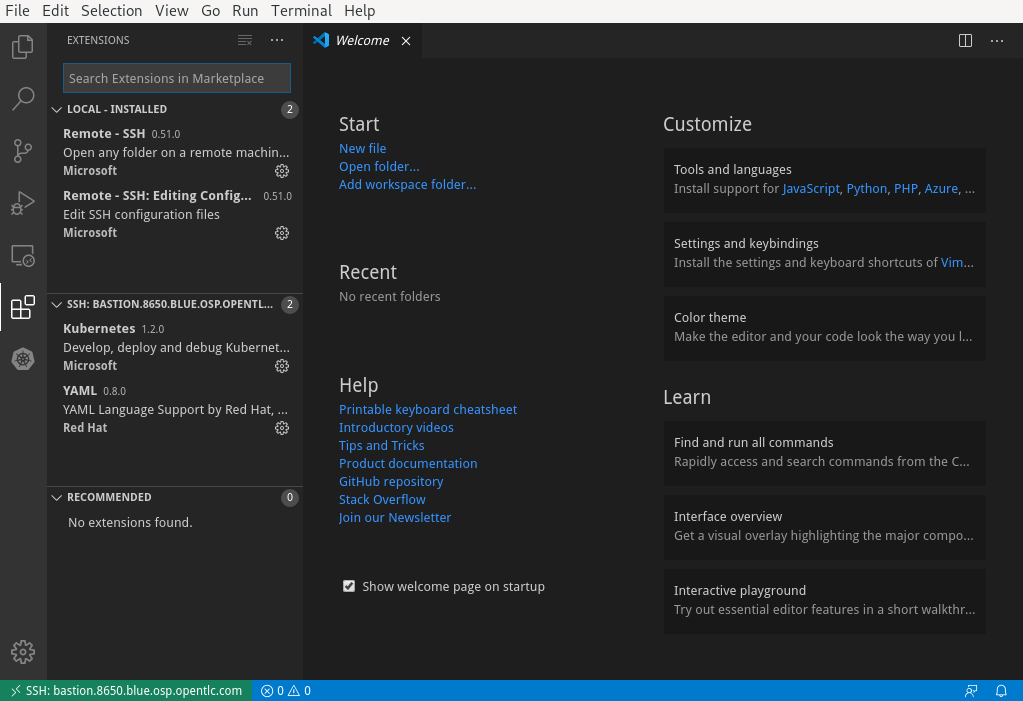 File Edit Selection View Go Run Terminal Help
EXTENSIONS
Search Extensions in Marketplace
LOCAL - INSTALLED 2
Remote - SSH 0.51.0
Open any folder on a remote machin...
Microsoft
Remote - SSH: Editing Config... 0.51.0
Edit SSH configuration files
Microsoft
SSH: BASTION.8650.BLUE.OSP.OPENTL... 2
Kubernetes 1.2.0
Develop, deploy and debug Kubernet...
Microsoft
YAML 0.8.0
YAML Language Support by Red Hat, ...
Red Hat
RECOMMENDED 0
No extensions found.
Welcome
Start
New file
Open folder...
Add workspace folder...
Recent
No recent folders
Help
Printable keyboard cheatsheet
Introductory videos
Tips and Tricks
Product documentation
GitHub repository
Stack Overflow
Join our Newsletter
Show welcome page on startup
Customize
Tools and languages
Install support for JavaScript, Python, PHP, Azure, ...
Settings and keybindings
Install the settings and keyboard shortcuts of Vim...
Color theme
Make the editor and your code look the way you l...
Learn
Find and run all commands
Rapidly access and search commands from the C...
Interface overview
Get a visual overlay highlighting the major compo...
Interactive playground
Try out essential editor features in a short walkthr...
SSH: bastion.8650.blue.osp.opentlc.com 0 0